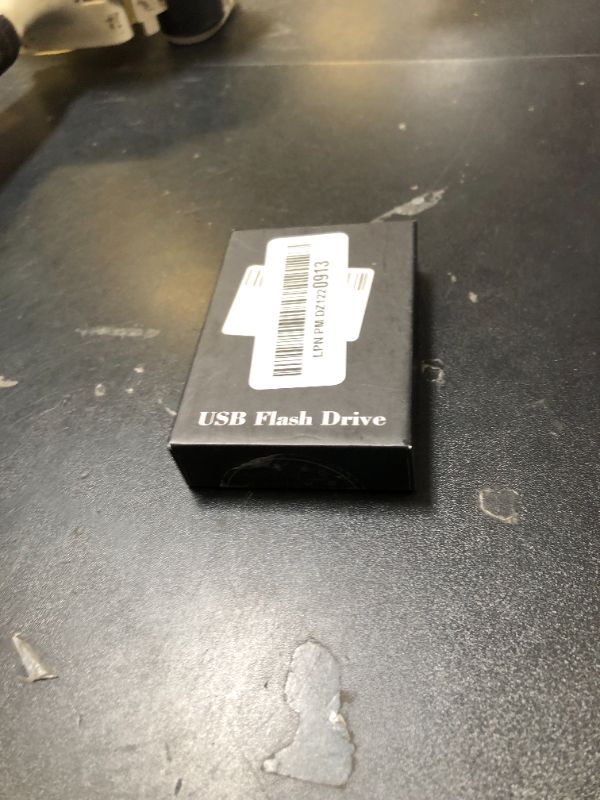 LPN PM DZ1220913
USB Flash Drive